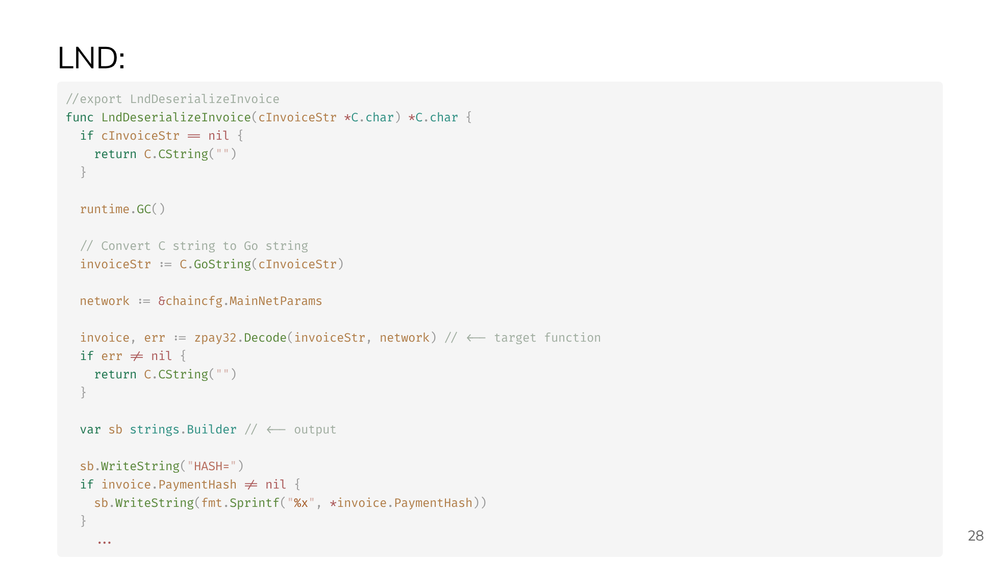 LND:
//export LndDeserializeInvoice
func LndDeserializeInvoice(cInvoiceStr *C.char) *C.char {
  if cInvoiceStr == nil {
    return C.CString("")
  }

  runtime.GC()

  // Convert C string to Go string
  invoiceStr := C.GoString(cInvoiceStr)

  network := &chaincfg.MainNetParams

  invoice, err := zpay32.Decode(invoiceStr, network) // <-- target function
  if err != nil {
    return C.CString("")
  }

  var sb strings.Builder // <-- output

  sb.WriteString("HASH=")
  if invoice.PaymentHash != nil {
    sb.WriteString(fmt.Sprintf("%x", *invoice.PaymentHash))
  }
    ...
28